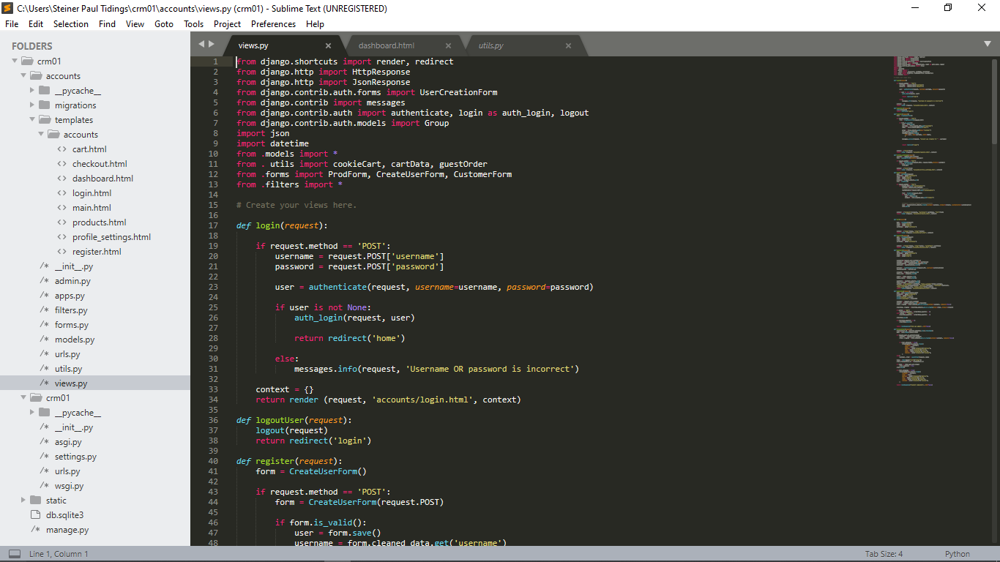 C:\Users\Steiner Paul Tidings\crm01\accounts\views.py (crm01) - Sublime Text (UNREGISTERED)
File Edit Selection Find View Goto Tools Project Preferences Help
FOLDERS
crm01
accounts
__pycache__
migrations
templates
accounts
<> cart.html
<> checkout.html
<> dashboard.html
<> login.html
<> main.html
<> products.html
<> profile_settings.html
<> register.html
/* __init__.py
/* admin.py
/* apps.py
/* filters.py
/* forms.py
/* models.py
/* urls.py
/* utils.py
/* views.py
crm01
__pycache__
/* __init__.py
/* asgi.py
/* settings.py
/* urls.py
/* wsgi.py
static
db.sqlite3
/* manage.py
views.py dashboard.html utils.py
1 from django.shortcuts import render, redirect
2 from django.http import HttpResponse
3 from django.http import JsonResponse
4 from django.contrib.auth.forms import UserCreationForm
5 from django.contrib import messages
6 from django.contrib.auth import authenticate, login as auth_login, logout
7 from django.contrib.auth.models import Group
8 import json
9 import datetime
10 from .models import *
11 from . utils import cookieCart, cartData, guestOrder
12 from .forms import ProdForm, CreateUserForm, CustomerForm
13 from .filters import *
14
15 # Create your views here.
16
17 def login(request):
18
19     if request.method == 'POST':
20         username = request.POST['username']
21         password = request.POST['password']
22
23         user = authenticate(request, username=username, password=password)
24
25         if user is not None:
26             auth_login(request, user)
27
28             return redirect('home')
29
30         else:
31             messages.info(request, 'Username OR password is incorrect')
32
33     context = {}
34     return render (request, 'accounts/login.html', context)
35
36 def logoutUser(request):
37     logout(request)
38     return redirect('login')
39
40 def register(request):
41     form = CreateUserForm()
42
43     if request.method == 'POST':
44         form = CreateUserForm(request.POST)
45
46         if form.is_valid():
47             user = form.save()
48             username = form.cleaned_data.get('username')
Line 1, Column 1 Tab Size: 4 Python